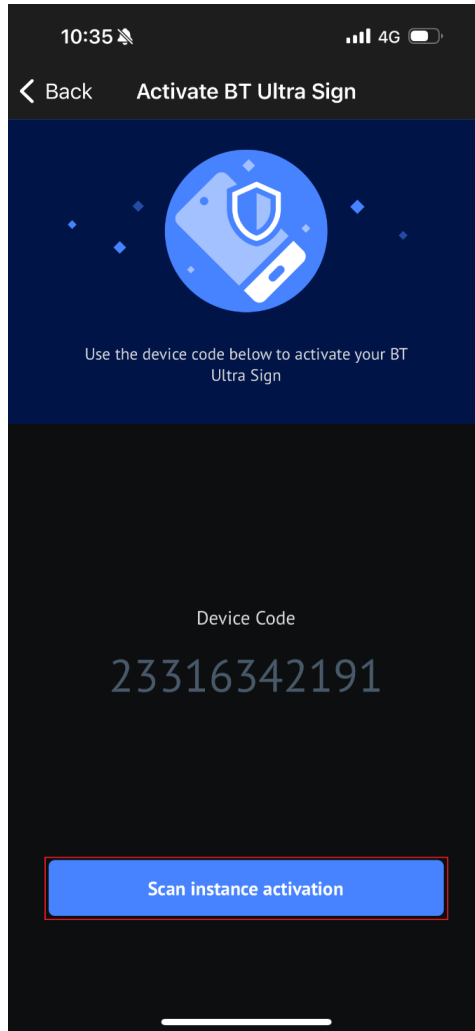 10:35
4G
Back
Activate BT Ultra Sign
Use the device code below to activate your BT
Ultra Sign
Device Code
23316342191
Scan instance activation